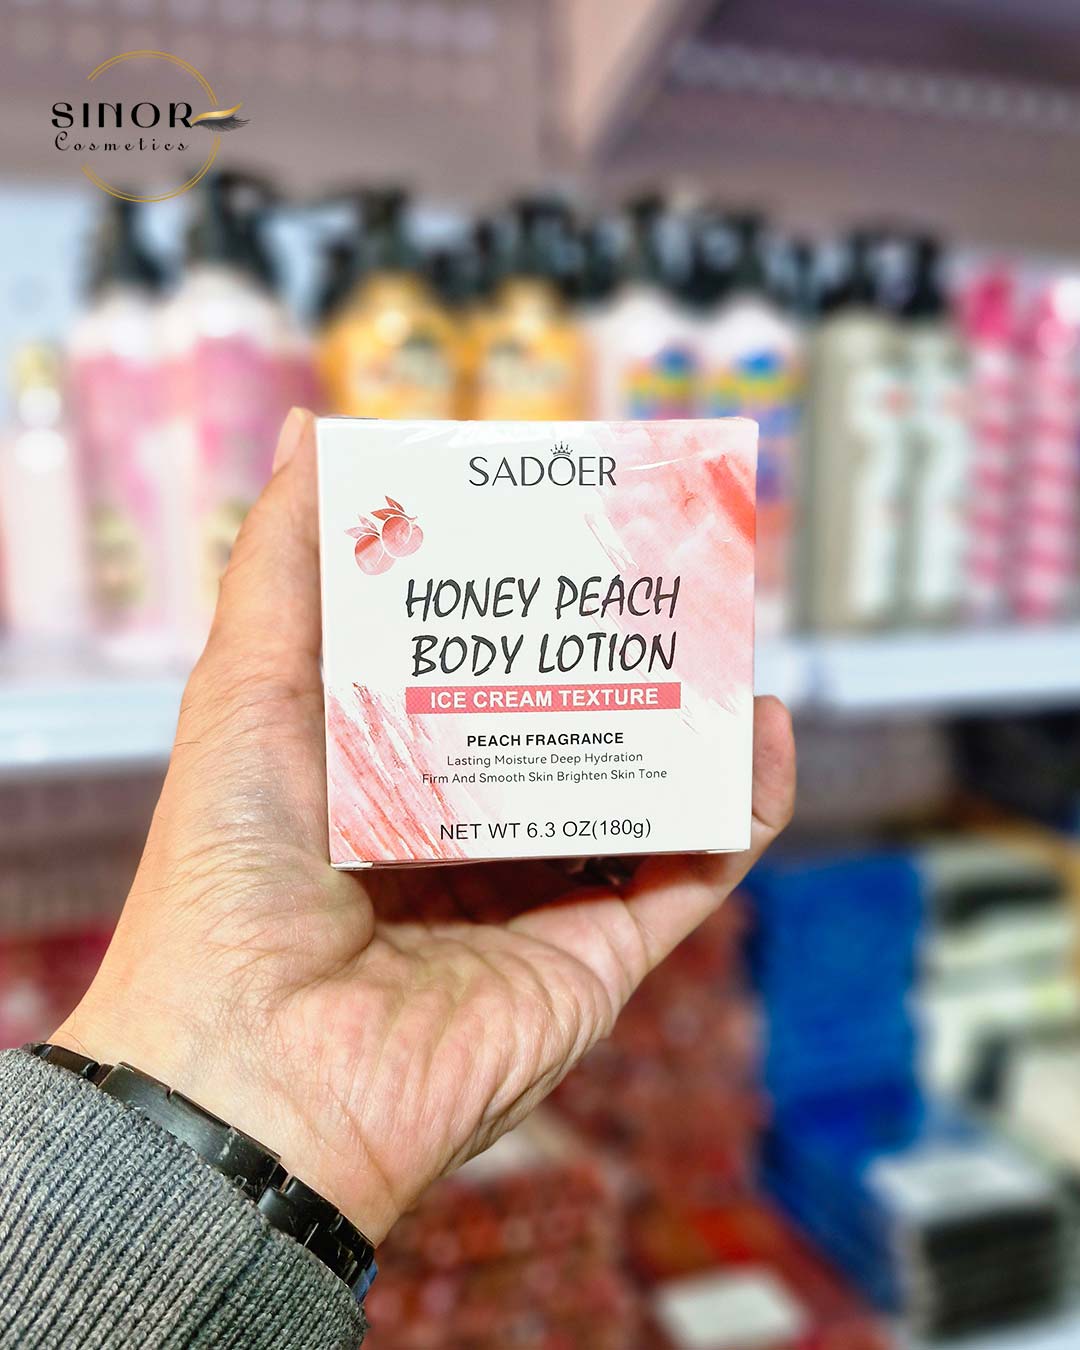 SINOR
Cosmetics
SADOER
HONEY PEACH
BODY LOTION
ICE CREAM TEXTURE
PEACH FRAGRANCE
Lasting Moisture Deep Hydration
Firm And Smooth Skin Brighten Skin Tone
NET WT 6.3 OZ(180g)